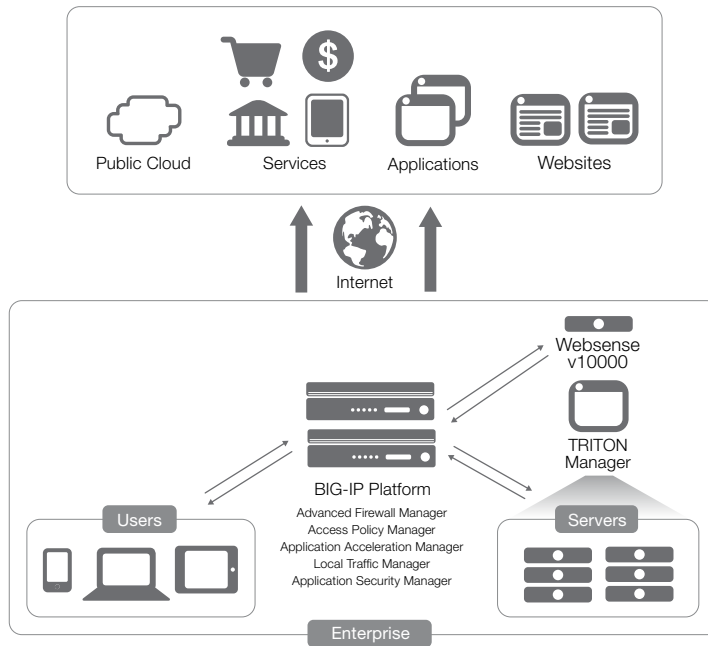 $
Public Cloud
Services
Applications
Websites
Internet
Websense
v10000
TRITON
Manager
BIG-IP Platform
Advanced Firewall Manager
Access Policy Manager
Application Acceleration Manager
Local Traffic Manager
Application Security Manager
Users
Servers
Enterprise